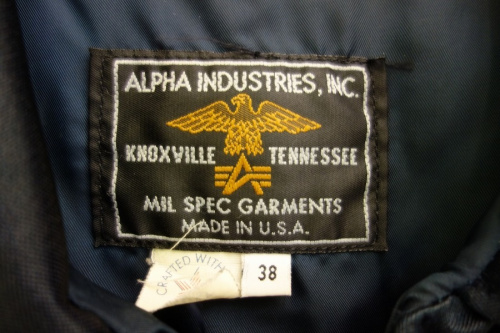 ALPHA INDUSTRIES, INC.
KNOXVILLE TENNESSEE
MIL SPEC GARMENTS
MADE IN U.S.A.
CRAFTED WITH
38